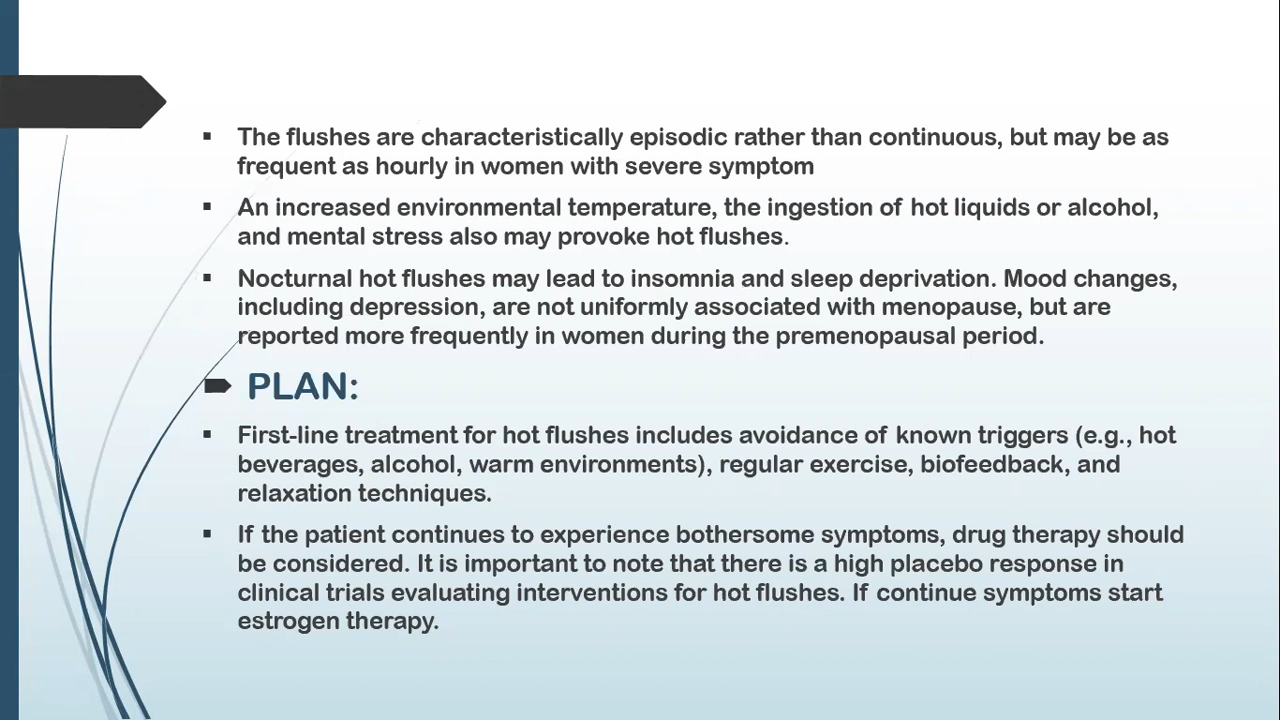 ▪ The flushes are characteristically episodic rather than continuous, but may be as
frequent as hourly in women with severe symptom
▪ An increased environmental temperature, the ingestion of hot liquids or alcohol,
and mental stress also may provoke hot flushes.
▪ Nocturnal hot flushes may lead to insomnia and sleep deprivation. Mood changes,
including depression, are not uniformly associated with menopause, but are
reported more frequently in women during the premenopausal period.
PLAN:
▪ First-line treatment for hot flushes includes avoidance of known triggers (e.g., hot
beverages, alcohol, warm environments), regular exercise, biofeedback, and
relaxation techniques.
▪ If the patient continues to experience bothersome symptoms, drug therapy should
be considered. It is important to note that there is a high placebo response in
clinical trials evaluating interventions for hot flushes. If continue symptoms start
estrogen therapy.